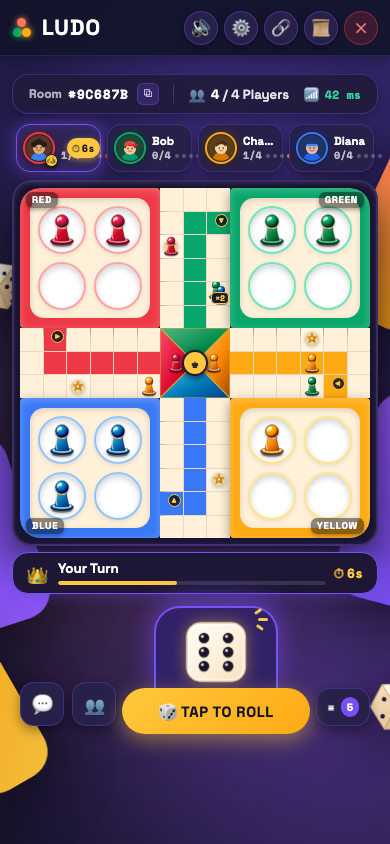 LUDO
Room #9C687B 4 / 4 Players 42 ms
6s
1/
Bob
0/4
Cha...
1/4
Diana
0/4
RED
GREEN
×2
BLUE
YELLOW
Your Turn
6s
TAP TO ROLL
5